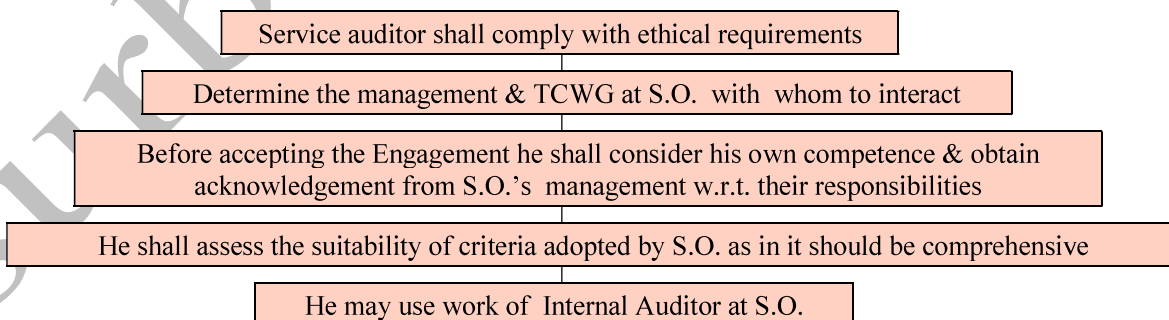 Service auditor shall comply with ethical requirements
Determine the management & TCWG at S.O. with whom to interact
Before accepting the Engagement he shall consider his own competence & obtain
acknowledgement from S.O.'s management w.r.t. their responsibilities
He shall assess the suitability of criteria adopted by S.O. as in it should be comprehensive
He may use work of Internal Auditor at S.O.